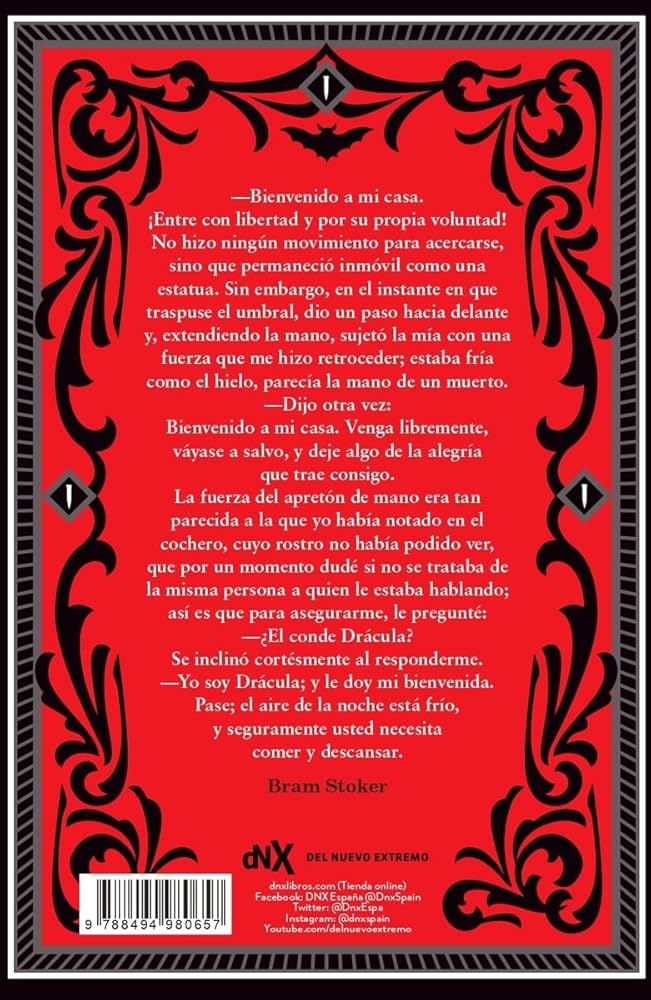 —Bienvenido a mi casa.
¡Entre con libertad y por su propia voluntad!
No hizo ningún movimiento para acercarse,
sino que permaneció inmóvil como una
estatua. Sin embargo, en el instante en que
traspuse el umbral, dio un paso hacia delante
y, extendiendo la mano, sujetó la mía con una
fuerza que me hizo retroceder; estaba fría
como el hielo, parecía la mano de un muerto.
—Dijo otra vez:
Bienvenido a mi casa. Venga libremente,
váyase a salvo, y deje algo de la alegría
que trae consigo.
La fuerza del apretón de mano era tan
parecida a la que yo había notado en el
cochero, cuyo rostro no había podido ver,
que por un momento dudé si no se trataba de
la misma persona a quien le estaba hablando;
así es que para asegurarme, le pregunté:
—¿El conde Drácula?
Se inclinó cortésmente al responderme.
—Yo soy Drácula; y le doy mi bienvenida.
Pase; el aire de la noche está frío,
y seguramente usted necesita
comer y descansar.
Bram Stoker
dNX DEL NUEVO EXTREMO
dnxlibros.com (Tienda online)
Facebook: DNX España @DnxSpain
Twitter: @DnxEspa
Instagram: @dnxspain
Youtube.com/delnuevoextremo
9 788494 980657